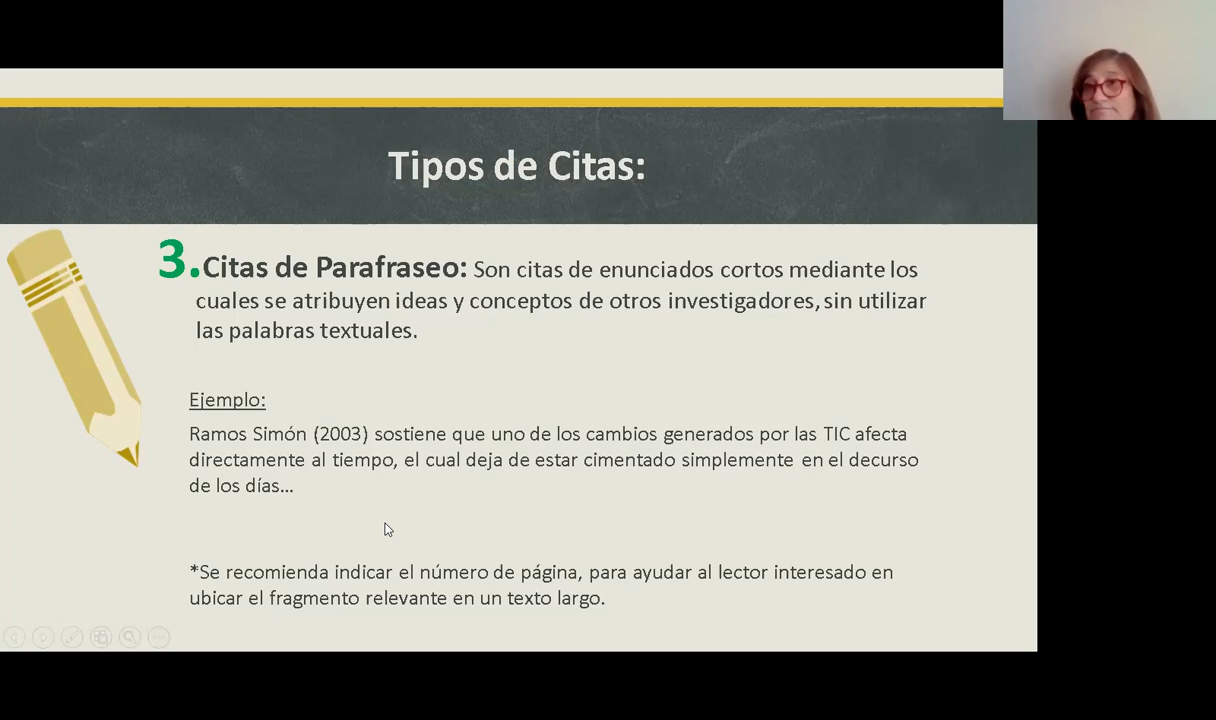 Tipos de Citas:
3. Citas de Parafraseo: Son citas de enunciados cortos mediante los
cuales se atribuyen ideas y conceptos de otros investigadores, sin utilizar
las palabras textuales.
Ejemplo:
Ramos Simón (2003) sostiene que uno de los cambios generados por las TIC afecta
directamente al tiempo, el cual deja de estar cimentado simplemente en el decurso
de los días...
*Se recomienda indicar el número de página, para ayudar al lector interesado en
ubicar el fragmento relevante en un texto largo.